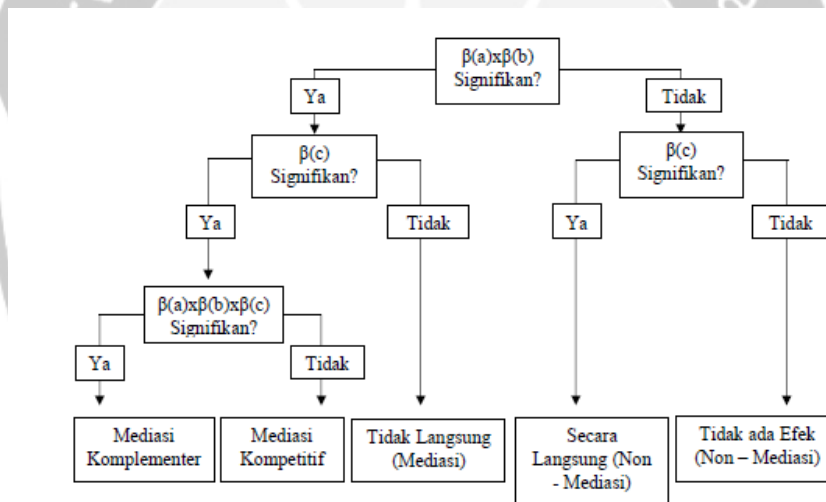 β(a)xβ(b)
Signifikan?
Ya
Tidak
β(c)
Signifikan?
β(c)
Signifikan?
Ya
Tidak
Ya
Tidak
β(a)xβ(b)xβ(c)
Signifikan?
Ya
Tidak
Mediasi
Komplementer
Mediasi
Kompetitif
Tidak Langsung
(Mediasi)
Secara
Langsung (Non
- Mediasi)
Tidak ada Efek
(Non – Mediasi)